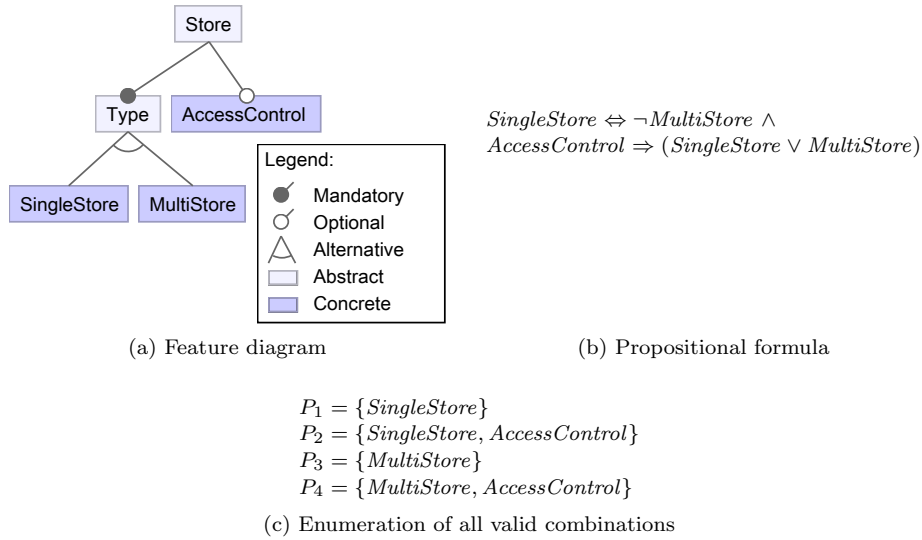 Store
Type
AccessControl
SingleStore
MultiStore
Legend:
Mandatory
Optional
Alternative
Abstract
Concrete
(a) Feature diagram
SingleStore ⇔ ¬MultiStore ∧
AccessControl ⇒ (SingleStore ∨ MultiStore)
(b) Propositional formula
P₁ = {SingleStore}
P₂ = {SingleStore, AccessControl}
P₃ = {MultiStore}
P₄ = {MultiStore, AccessControl}
(c) Enumeration of all valid combinations